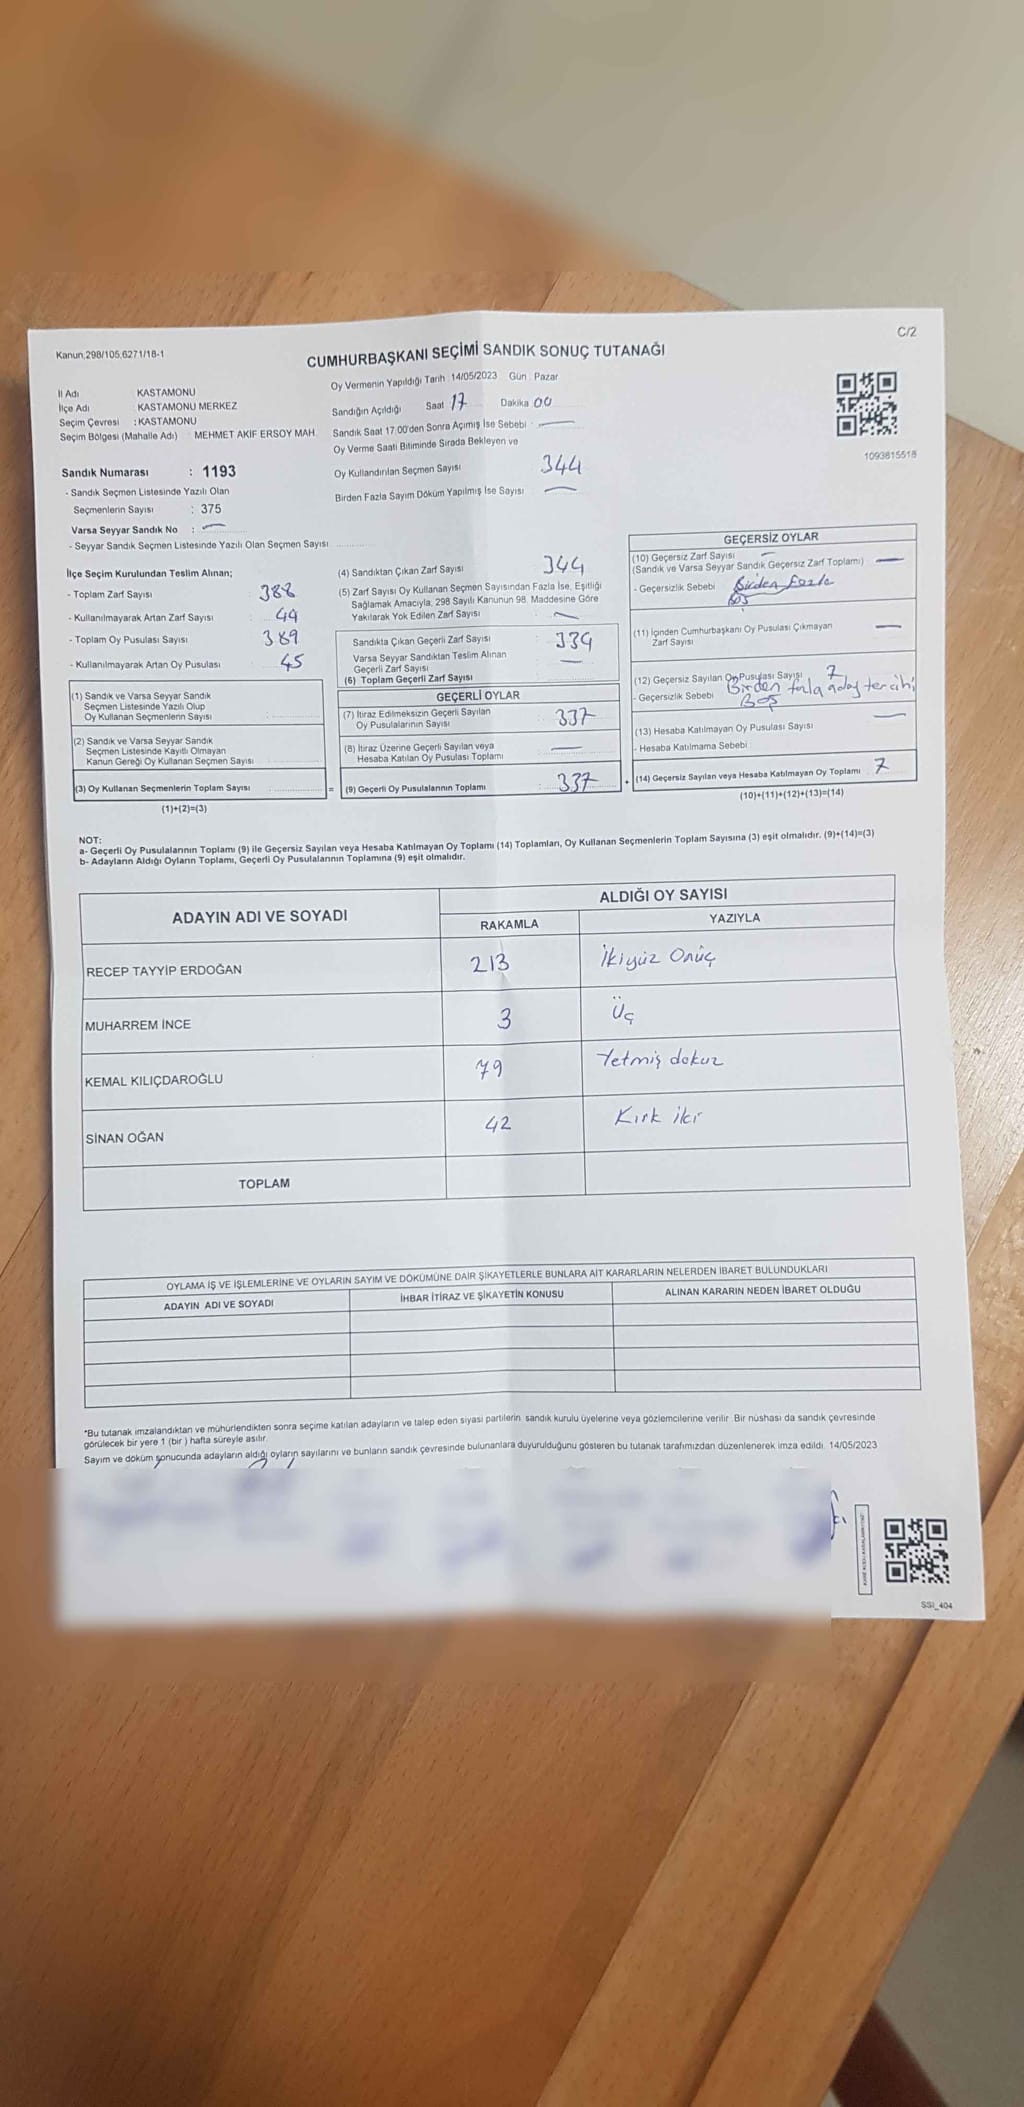 C/2
Kanun,298/105,6271/18-1
CUMHURBAŞKANI SEÇİMİ SANDIK SONUÇ TUTANAĞI
İl Adı : KASTAMONU
İlçe Adı : KASTAMONU MERKEZ
Seçim Çevresi : KASTAMONU
Seçim Bölgesi (Mahalle Adı) : MEHMET AKİF ERSOY MAH.
Sandık Numarası : 1193
- Sandık Seçmen Listesinde Yazılı Olan
Seçmenlerin Sayısı : 375
Varsa Seyyar Sandık No : —
- Seyyar Sandık Seçmen Listesinde Yazılı Olan Seçmen Sayısı
Oy Vermenin Yapıldığı Tarih : 14/05/2023 Gün : Pazar
Sandığın Açıldığı Saat 17 Dakika 00
Sandık Saat 17.00'den Sonra Açımış İse Sebebi : —
Oy Verme Saati Bitiminde Sırada Bekleyen ve
Oy Kullandırılan Seçmen Sayısı 344
Birden Fazla Sayım Döküm Yapılmış İse Sayısı —
1093815518
İlçe Seçim Kurulundan Teslim Alınan;
- Toplam Zarf Sayısı : 388
- Kullanılmayarak Artan Zarf Sayısı : 44
- Toplam Oy Pusulası Sayısı : 389
- Kullanılmayarak Artan Oy Pusulası : 45
(1) Sandık ve Varsa Seyyar Sandık
Seçmen Listesinde Yazılı Olup
Oy Kullanan Seçmenlerin Sayısı
(2) Sandık ve Varsa Seyyar Sandık
Seçmen Listesinde Kayıtlı Olmayan
Kanun Gereği Oy Kullanan Seçmen Sayısı
(3) Oy Kullanan Seçmenlerin Toplam Sayısı : =
(1)+(2)=(3)
(4) Sandıktan Çıkan Zarf Sayısı 344
(5) Zarf Sayısı Oy Kullanan Seçmen Sayısından Fazla İse, Eşitliği
Sağlamak Amacıyla, 298 Sayılı Kanunun 98. Maddesine Göre
Yakılarak Yok Edilen Zarf Sayısı : —
Sandıkta Çıkan Geçerli Zarf Sayısı : 334
Varsa Seyyar Sandıktan Teslim Alınan
Geçerli Zarf Sayısı —
(6) Toplam Geçerli Zarf Sayısı
GEÇERLİ OYLAR
(7) İtiraz Edilmeksizin Geçerli Sayılan
Oy Pusulalarının Sayısı : 337
(8) İtiraz Üzerine Geçerli Sayılan veya
Hesaba Katılan Oy Pusulası Toplamı : —
(9) Geçerli Oy Pusulalarının Toplamı : 337 +
GEÇERSİZ OYLAR
(10) Geçersiz Zarf Sayısı —
(Sandık ve Varsa Seyyar Sandık Geçersiz Zarf Toplamı) —
- Geçersizlik Sebebi : Birden fazla
Boş
(11) İçinden Cumhurbaşkanı Oy Pusulası Çıkmayan
Zarf Sayısı —
(12) Geçersiz Sayılan Oy Pusulası Sayısı 7
- Geçersizlik Sebebi Birden fazla aday tercihi
Boş
(13) Hesaba Katılmayan Oy Pusulası Sayısı —
- Hesaba Katılmama Sebebi :
(14) Geçersiz Sayılan veya Hesaba Katılmayan Oy Toplamı 7
(10)+(11)+(12)+(13)=(14)
NOT:
a- Geçerli Oy Pusulalarının Toplamı (9) ile Geçersiz Sayılan veya Hesaba Katılmayan Oy Toplamı (14) Toplamları, Oy Kullanan Seçmenlerin Toplam Sayısına (3) eşit olmalıdır. (9)+(14)=(3)
b- Adayların Aldığı Oyların Toplamı, Geçerli Oy Pusulalarının Toplamına (9) eşit olmalıdır.
ADAYIN ADI VE SOYADI
ALDIĞI OY SAYISI
RAKAMLA YAZIYLA
RECEP TAYYİP ERDOĞAN 213 İkiyüz Onüç
MUHARREM İNCE 3 Üç
KEMAL KILIÇDAROĞLU 79 Yetmiş dokuz
SİNAN OĞAN 42 Kırk iki
TOPLAM
OYLAMA İŞ VE İŞLEMLERİNE VE OYLARIN SAYIM VE DÖKÜMÜNE DAİR ŞİKAYETLERLE BUNLARA AİT KARARLARIN NELERDEN İBARET BULUNDUKLARI
ADAYIN ADI VE SOYADI İHBAR İTİRAZ VE ŞİKAYETİN KONUSU ALINAN KARARIN NEDEN İBARET OLDUĞU
*Bu tutanak imzalandıktan ve mühürlendikten sonra seçime katılan adayların ve talep eden siyasi partilerin sandık kurulu üyelerine veya gözlemcilerine verilir. Bir nüshası da sandık çevresinde
görülecek bir yere 1 (bir ) hafta süreyle asılır.
Sayım ve döküm sonucunda adayların aldığı oyların sayılarını ve bunların sandık çevresinde bulunanlara duyurulduğunu gösteren bu tutanak tarafımızdan düzenlenerek imza edildi. 14/05/2023
SSI_404